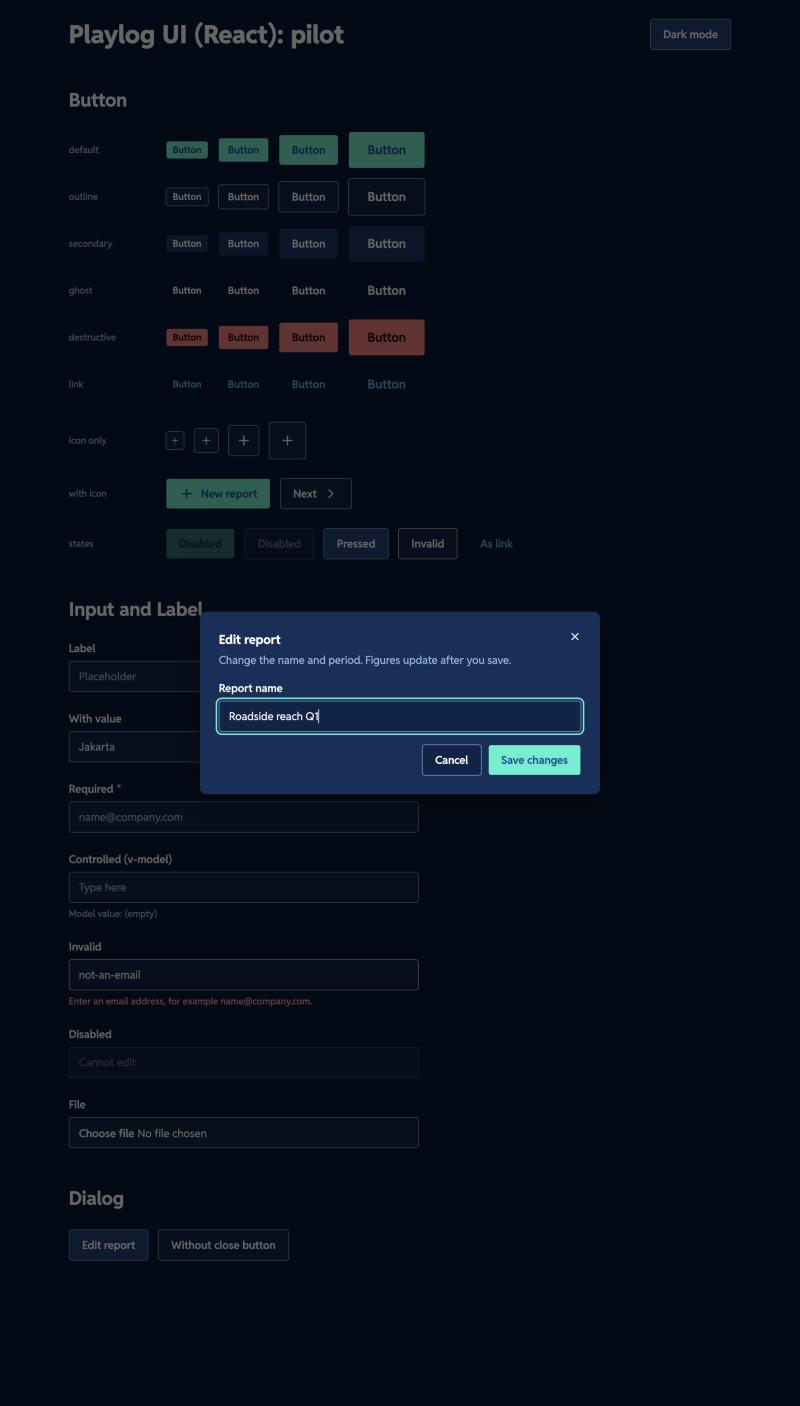 Playlog UI (React): pilot
Dark mode
Button
default Button Button Button Button
outline Button Button Button Button
secondary Button Button Button Button
ghost Button Button Button Button
destructive Button Button Button Button
link Button Button Button Button
icon only + + + +
with icon + New report Next >
states Disabled Disabled Pressed Invalid As link
Input and Label
Label
Placeholder
With value
Jakarta
Edit report ×
Change the name and period. Figures update after you save.
Report name
Roadside reach Q1
Cancel Save changes
Required *
name@company.com
Controlled (v-model)
Type here
Model value: (empty)
Invalid
not-an-email
Enter an email address, for example name@company.com.
Disabled
Cannot edit
File
Choose file No file chosen
Dialog
Edit report Without close button